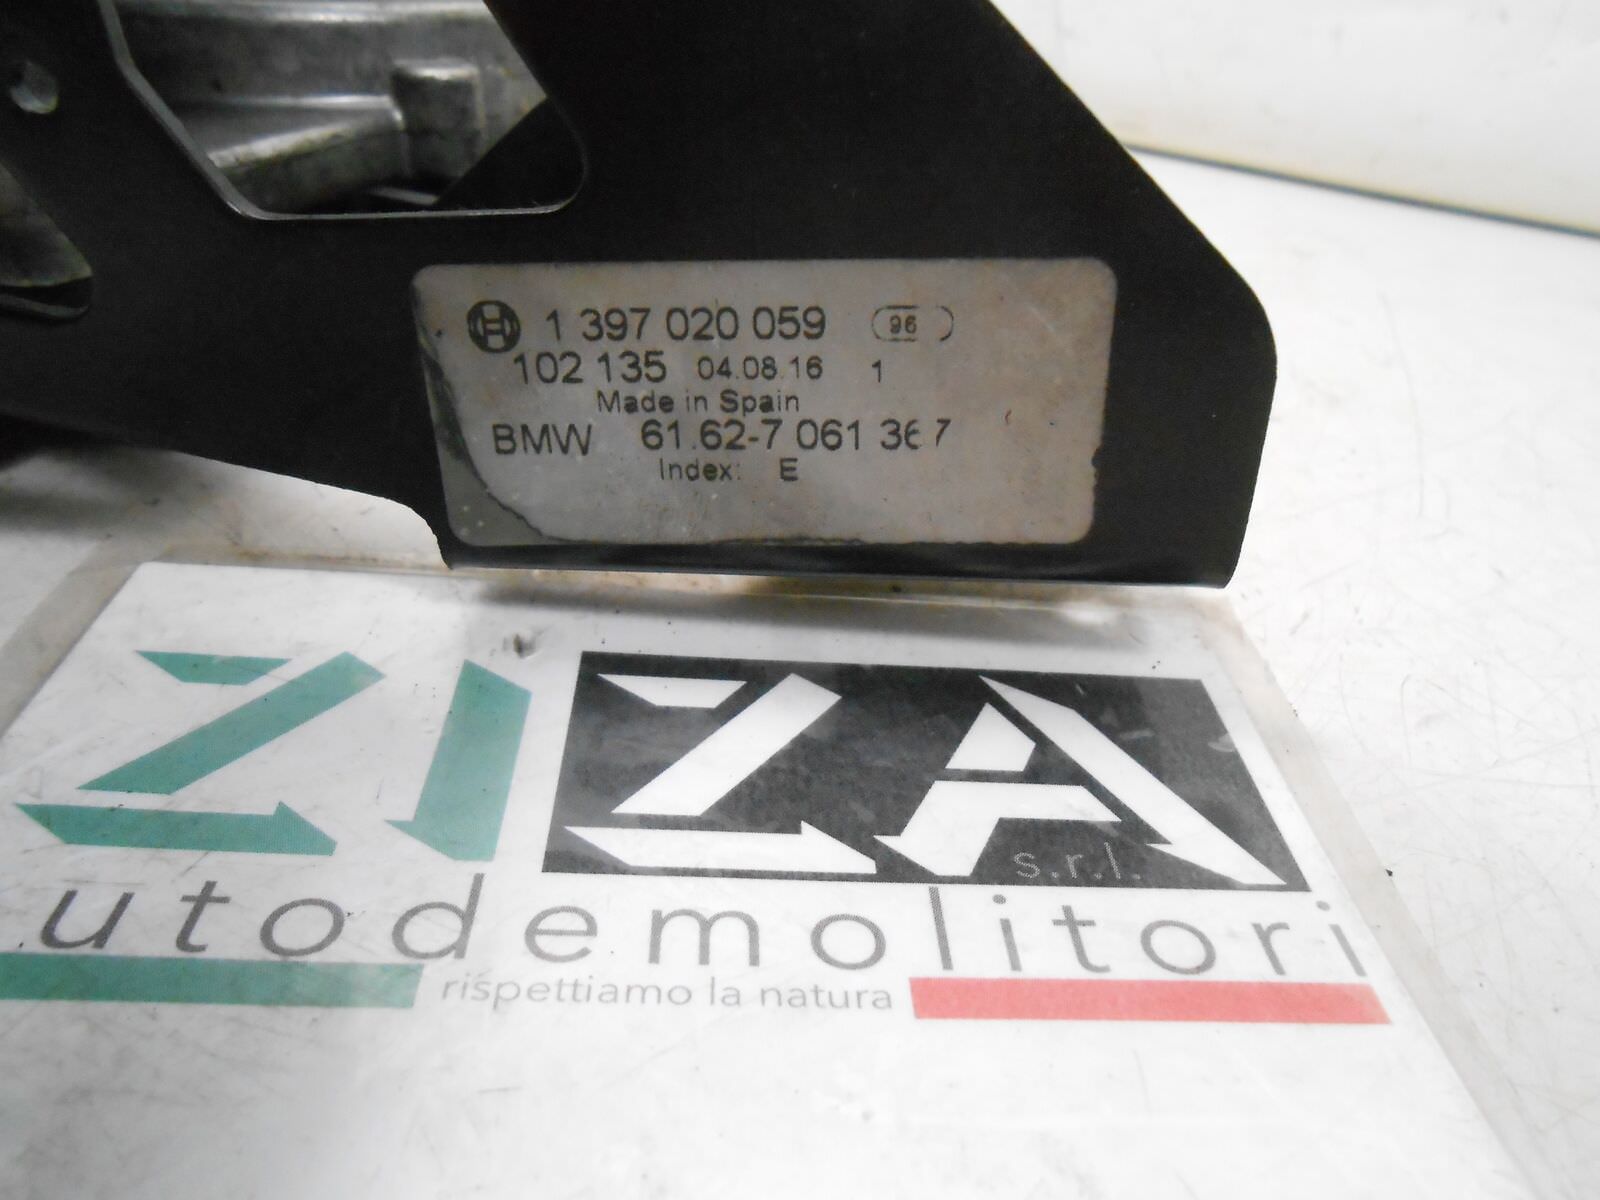 1 397 020 059 96
102 135 04.08.16 1
Made in Spain
BMW 61.62-7 061 367
Index: E
ZIZA
s.r.l.
utodemolitori
rispettiamo la natura